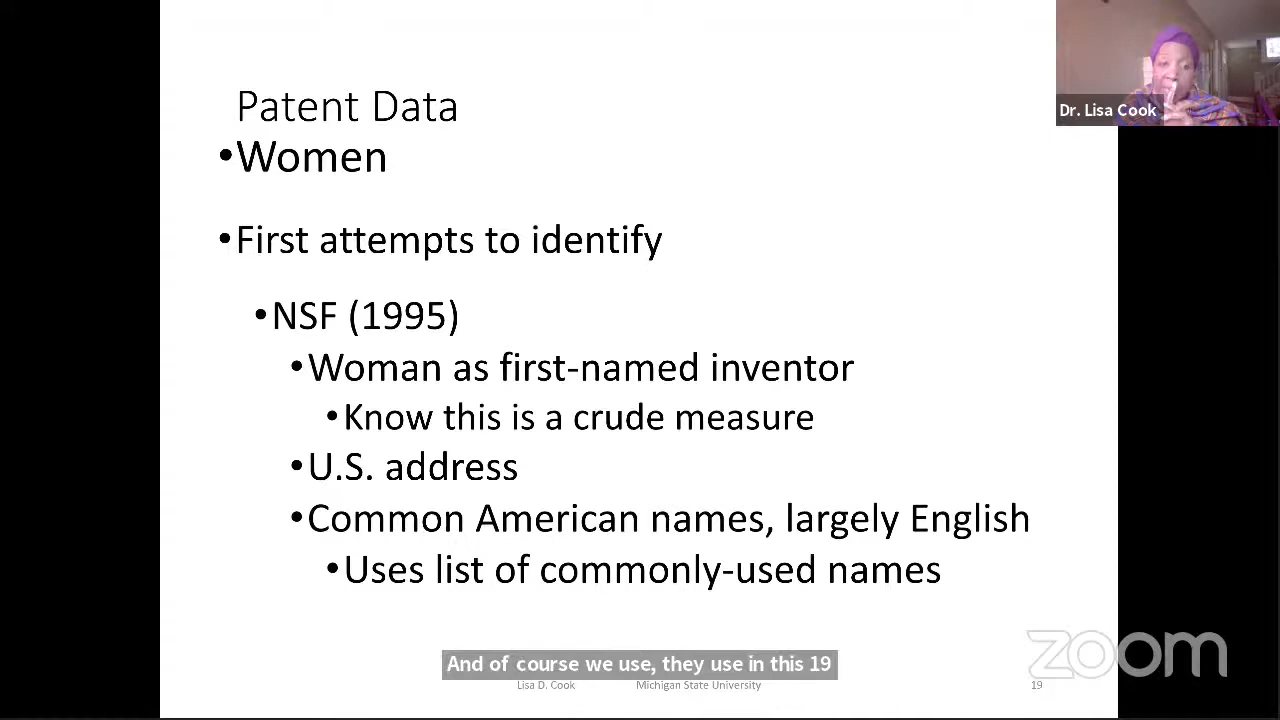 Patent Data
•Women
•First attempts to identify
•NSF (1995)
•Woman as first-named inventor
•Know this is a crude measure
•U.S. address
•Common American names, largely English
•Uses list of commonly-used names
Dr. Lisa Cook
And of course we use, they use in this 19
Lisa D. Cook Michigan State University 19
zoom